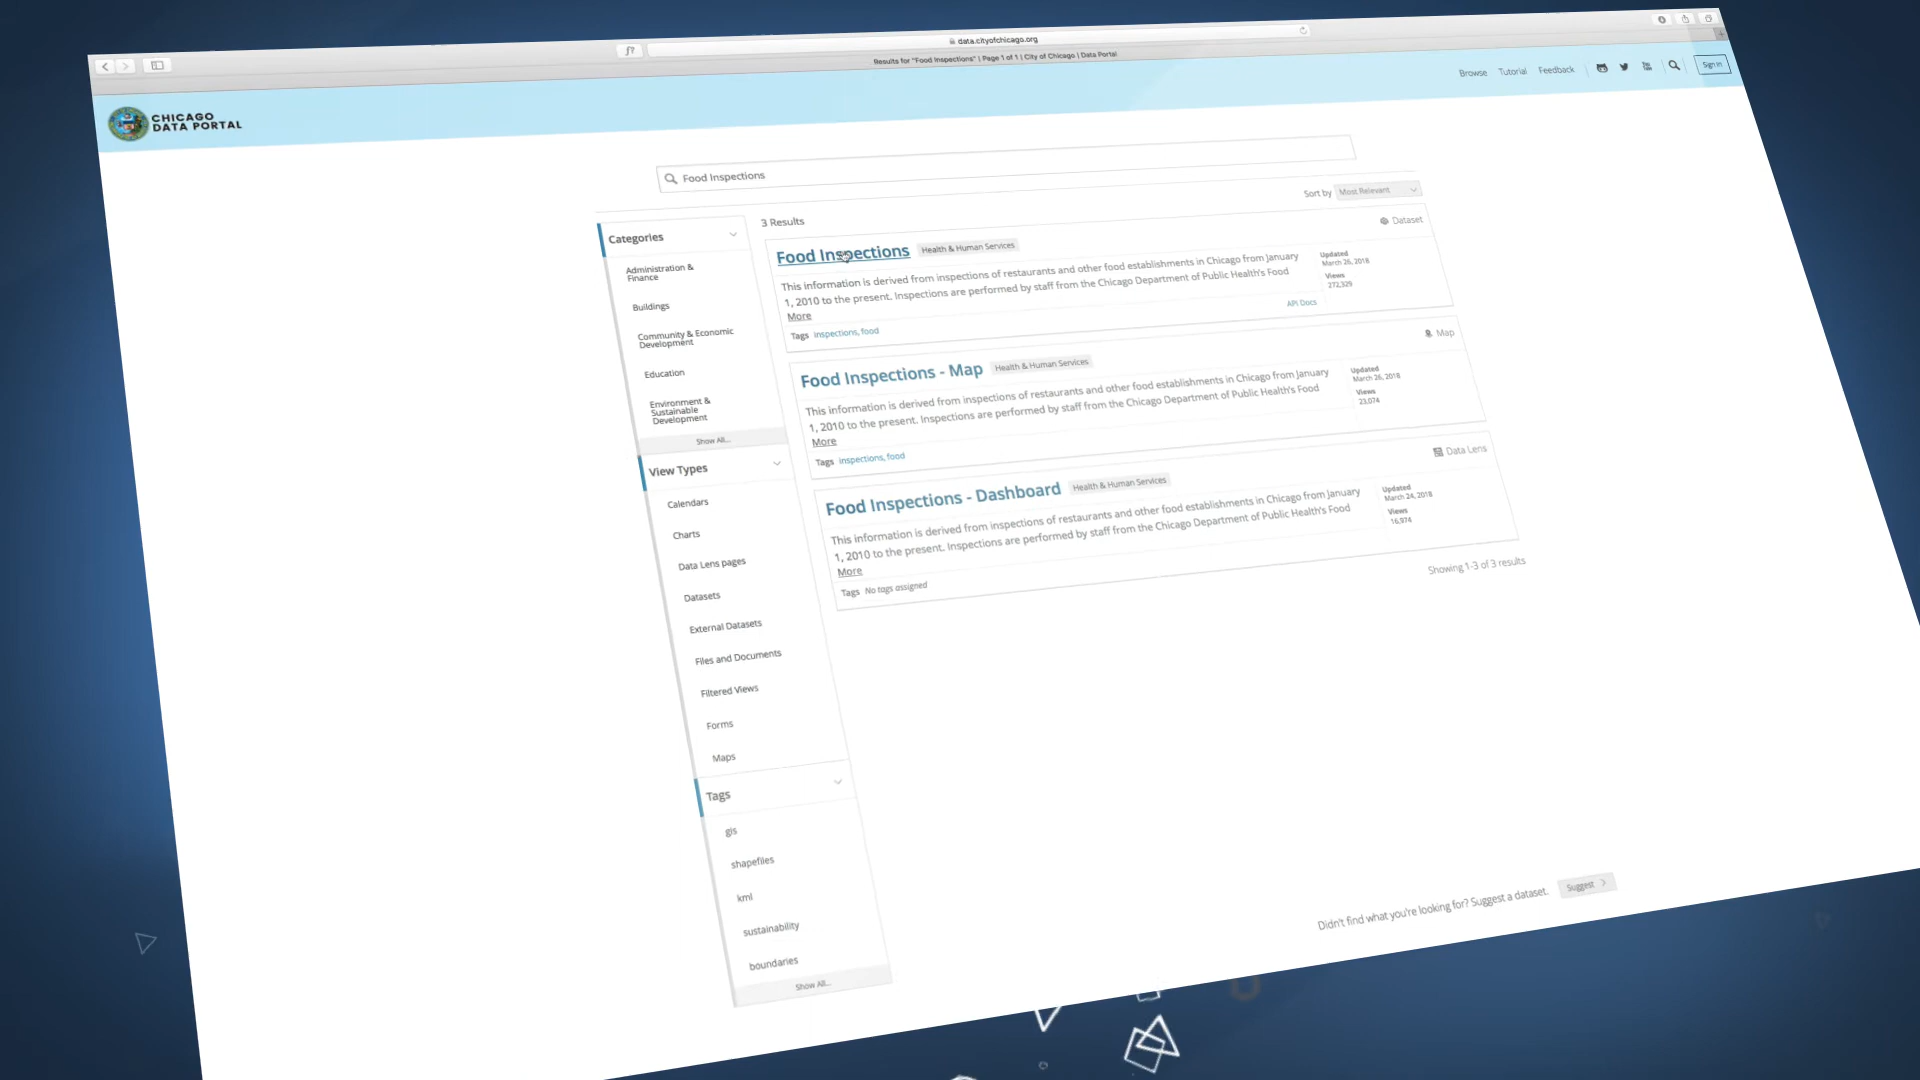 data.cityofchicago.org
Results for "Food Inspections" | Page 1 of 1 | City of Chicago | Data Portal
CHICAGO
DATA PORTAL
Browse Tutorial Feedback Sign In
Food Inspections
Sort by Most Relevant
3 Results
Categories
Administration &
Finance
Buildings
Community & Economic
Development
Education
Environment &
Sustainable
Development
Show All...
View Types
Calendars
Charts
Data Lens pages
Datasets
External Datasets
Files and Documents
Filtered Views
Forms
Maps
Tags
gis
shapefiles
kml
sustainability
boundaries
Show All...
Food Inspections Health & Human Services
Dataset
This information is derived from inspections of restaurants and other food establishments in Chicago from January
1, 2010 to the present. Inspections are performed by staff from the Chicago Department of Public Health's Food
More
Updated
March 26, 2018
Views
272,329
API Docs
Tags inspections, food
Food Inspections - Map Health & Human Services
Map
This information is derived from inspections of restaurants and other food establishments in Chicago from January
1, 2010 to the present. Inspections are performed by staff from the Chicago Department of Public Health's Food
More
Updated
March 26, 2018
Views
23,074
Tags inspections, food
Food Inspections - Dashboard Health & Human Services
Data Lens
This information is derived from inspections of restaurants and other food establishments in Chicago from January
1, 2010 to the present. Inspections are performed by staff from the Chicago Department of Public Health's Food
More
Updated
March 24, 2018
Views
16,974
Tags No tags assigned
Showing 1-3 of 3 results
Didn't find what you're looking for? Suggest a dataset. Suggest